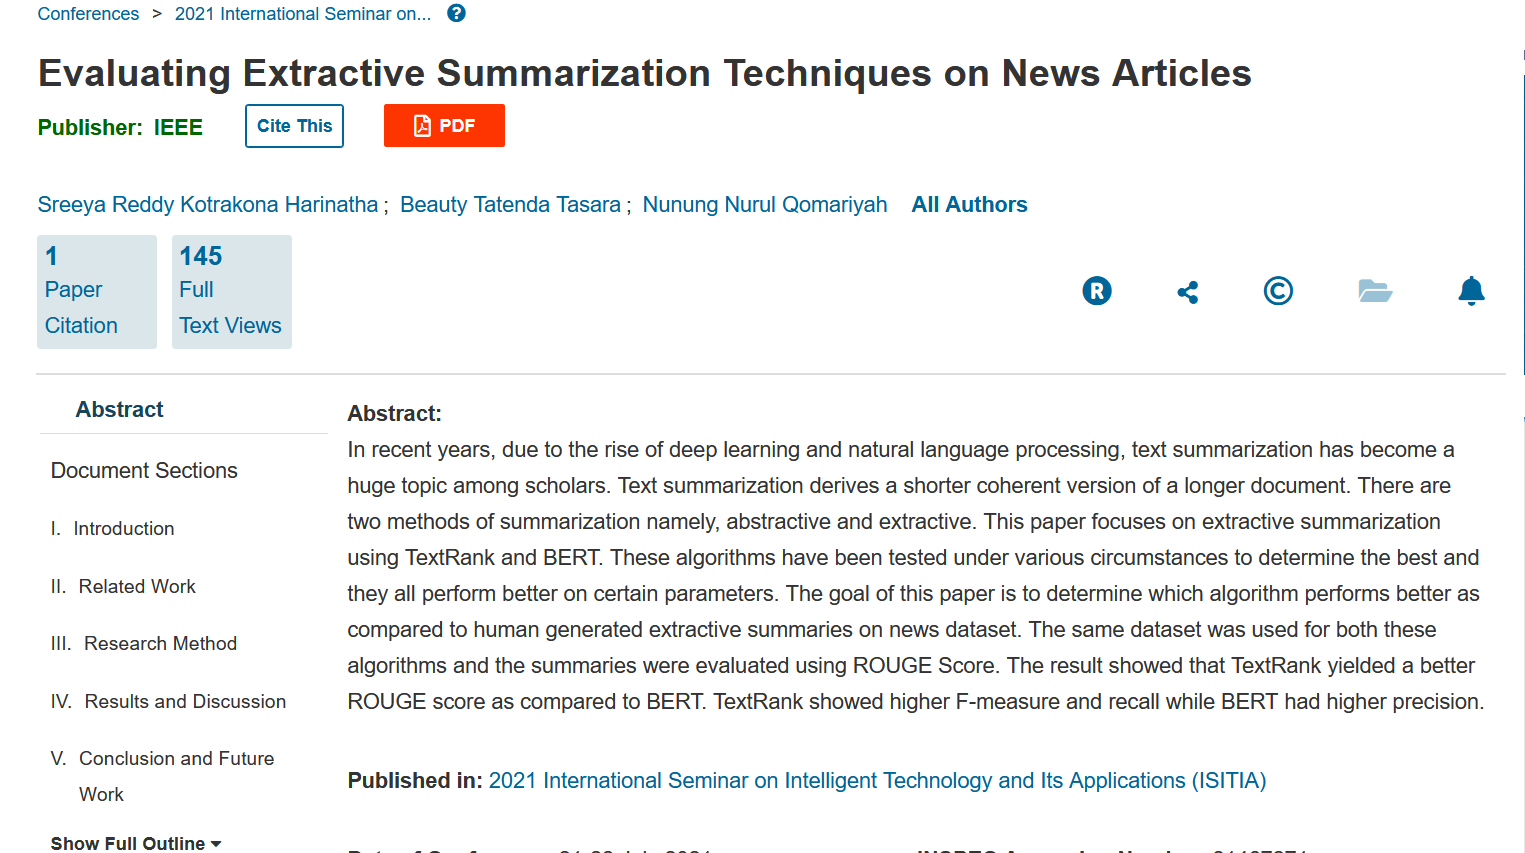 Conferences > 2021 International Seminar on... ?
Evaluating Extractive Summarization Techniques on News Articles
Publisher: IEEE Cite This PDF
Sreeya Reddy Kotrakona Harinatha ; Beauty Tatenda Tasara ; Nunung Nurul Qomariyah All Authors
1
Paper
Citation
145
Full
Text Views
R
©
Abstract
Document Sections
I. Introduction
II. Related Work
III. Research Method
IV. Results and Discussion
V. Conclusion and Future
Work
Show Full Outline
Abstract:
In recent years, due to the rise of deep learning and natural language processing, text summarization has become a
huge topic among scholars. Text summarization derives a shorter coherent version of a longer document. There are
two methods of summarization namely, abstractive and extractive. This paper focuses on extractive summarization
using TextRank and BERT. These algorithms have been tested under various circumstances to determine the best and
they all perform better on certain parameters. The goal of this paper is to determine which algorithm performs better as
compared to human generated extractive summaries on news dataset. The same dataset was used for both these
algorithms and the summaries were evaluated using ROUGE Score. The result showed that TextRank yielded a better
ROUGE score as compared to BERT. TextRank showed higher F-measure and recall while BERT had higher precision.
Published in: 2021 International Seminar on Intelligent Technology and Its Applications (ISITIA)